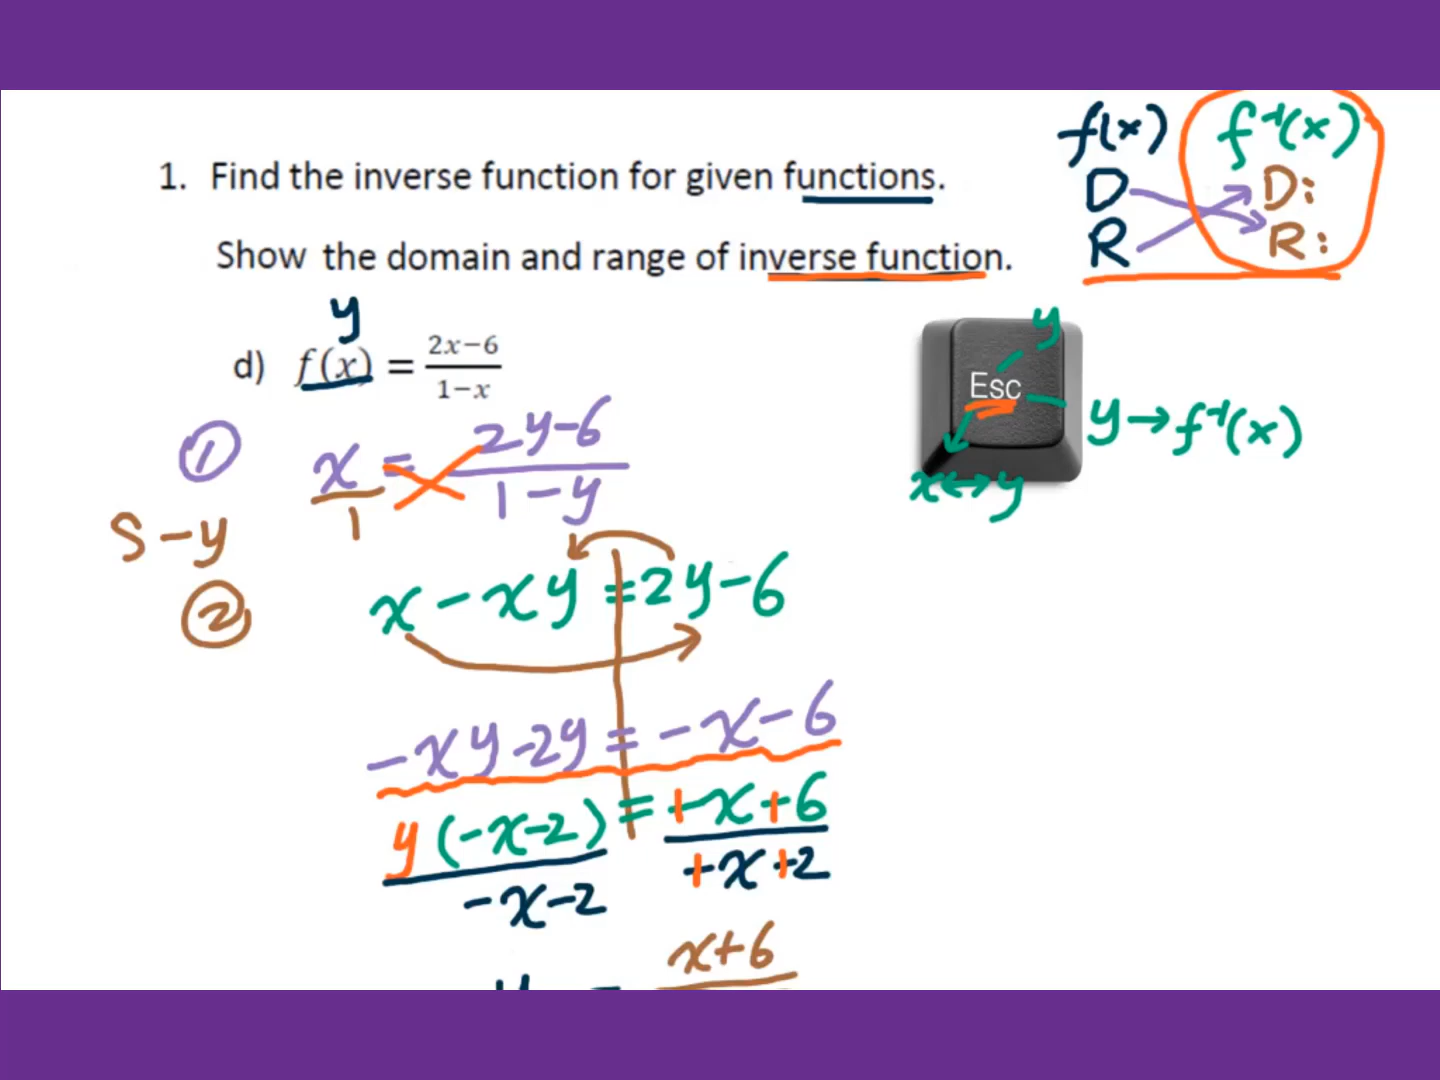 f(x) f⁻¹(x)
D D:
R R:
1. Find the inverse function for given functions.
Show the domain and range of inverse function.
y
d) f(x) = 2x−6 / 1−x
Esc
y
y → f⁻¹(x)
x ↔ y
1
x/1 = 2y-6 / 1-y
S - y
2
x - xy = 2y - 6
-xy - 2y = -x - 6
y(-x-2) / -x-2 = +x+6 / +x+2
x+6